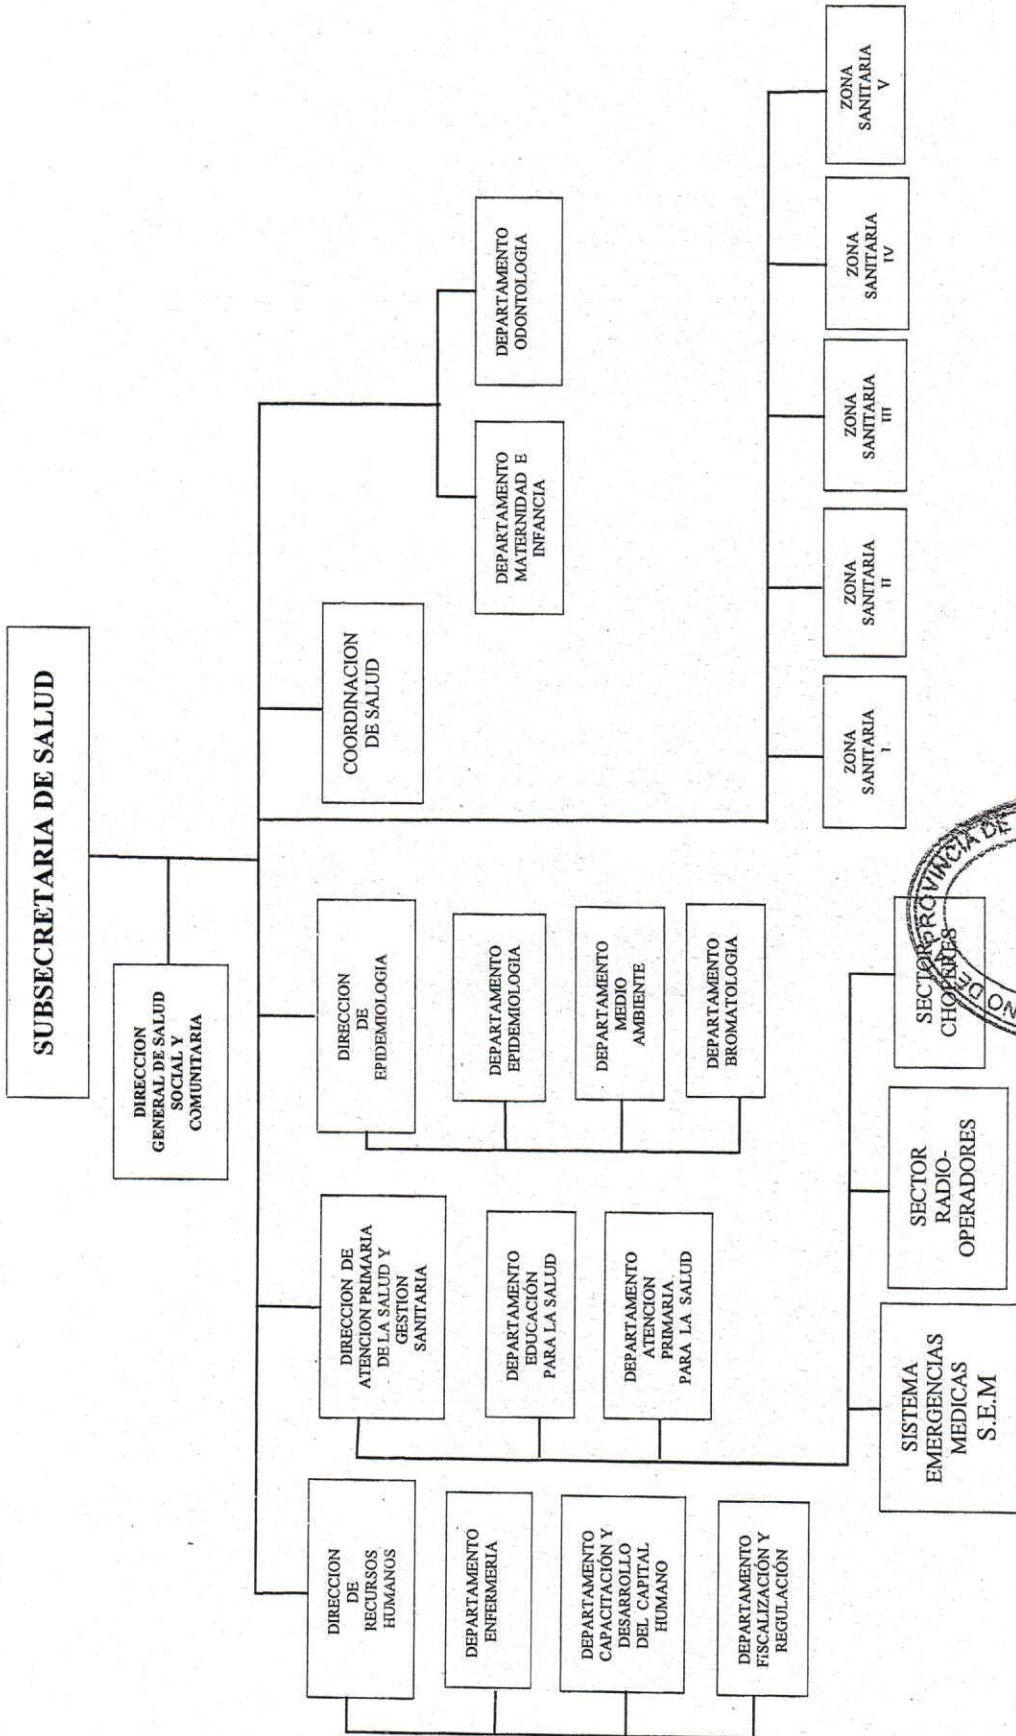 SUBSECRETARIA DE SALUD
DIRECCION
GENERAL DE SALUD
SOCIAL Y
COMUNITARIA
DIRECCION
DE
RECURSOS
HUMANOS
DEPARTAMENTO
ENFERMERIA
DEPARTAMENTO
CAPACITACIÓN Y
DESARROLLO
DEL CAPITAL
HUMANO
DEPARTAMENTO
FISCALIZACIÓN Y
REGULACIÓN
DIRECCION DE
ATENCION PRIMARIA
DE LA SALUD Y
GESTION
SANITARIA
DEPARTAMENTO
EDUCACIÓN
PARA LA SALUD
DEPARTAMENTO
ATENCION
PRIMARIA
PARA LA SALUD
SISTEMA
EMERGENCIAS
MEDICAS
S.E.M
SECTOR
RADIO-
OPERADORES
SECTOR
CHOFERES
DIRECCION
DE
EPIDEMIOLOGIA
DEPARTAMENTO
EPIDEMIOLOGIA
DEPARTAMENTO
MEDIO
AMBIENTE
DEPARTAMENTO
BROMATOLOGIA
COORDINACION
DE SALUD
DEPARTAMENTO
MATERNIDAD E
INFANCIA
DEPARTAMENTO
ODONTOLOGIA
ZONA
SANITARIA
I
ZONA
SANITARIA
II
ZONA
SANITARIA
III
ZONA
SANITARIA
IV
ZONA
SANITARIA
V
PROVINCIA DE